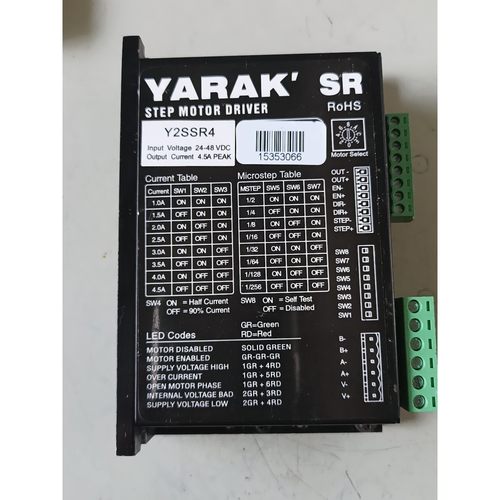 YARAK' SR
STEP MOTOR DRIVER
RoHS
Y2SSR4
Input Voltage 24-48 VDC
Output Current 4.5A PEAK
15353066
Motor Select
Current Table
Current SW1 SW2 SW3
1.0A ON ON ON
1.5A OFF ON ON
2.0A ON OFF ON
2.5A OFF OFF ON
3.0A ON ON OFF
3.5A OFF ON OFF
4.0A ON OFF OFF
4.5A OFF OFF OFF
SW4 ON = Half Current
OFF = 90% Current
Microstep Table
MSTEP SW5 SW6 SW7
1/2 ON ON ON
1/4 OFF ON ON
1/8 ON OFF ON
1/16 OFF OFF ON
1/32 ON ON OFF
1/64 OFF ON OFF
1/128 ON OFF OFF
1/256 OFF OFF OFF
SW8 ON = Self Test
OFF = Disabled
OUT -
OUT+
EN-
EN+
DIR-
DIR+
STEP-
STEP+
SW8
SW7
SW6
SW5
SW4
SW3
SW2
SW1
B-
B+
A-
A+
V-
V+
LED Codes
GR=Green
RD=Red
MOTOR DISABLED SOLID GREEN
MOTOR ENABLED GR-GR-GR
SUPPLY VOLTAGE HIGH 1GR + 4RD
OVER CURRENT 1GR + 5RD
OPEN MOTOR PHASE 1GR + 6RD
INTERNAL VOLTAGE BAD 2GR + 3RD
SUPPLY VOLTAGE LOW 2GR + 4RD